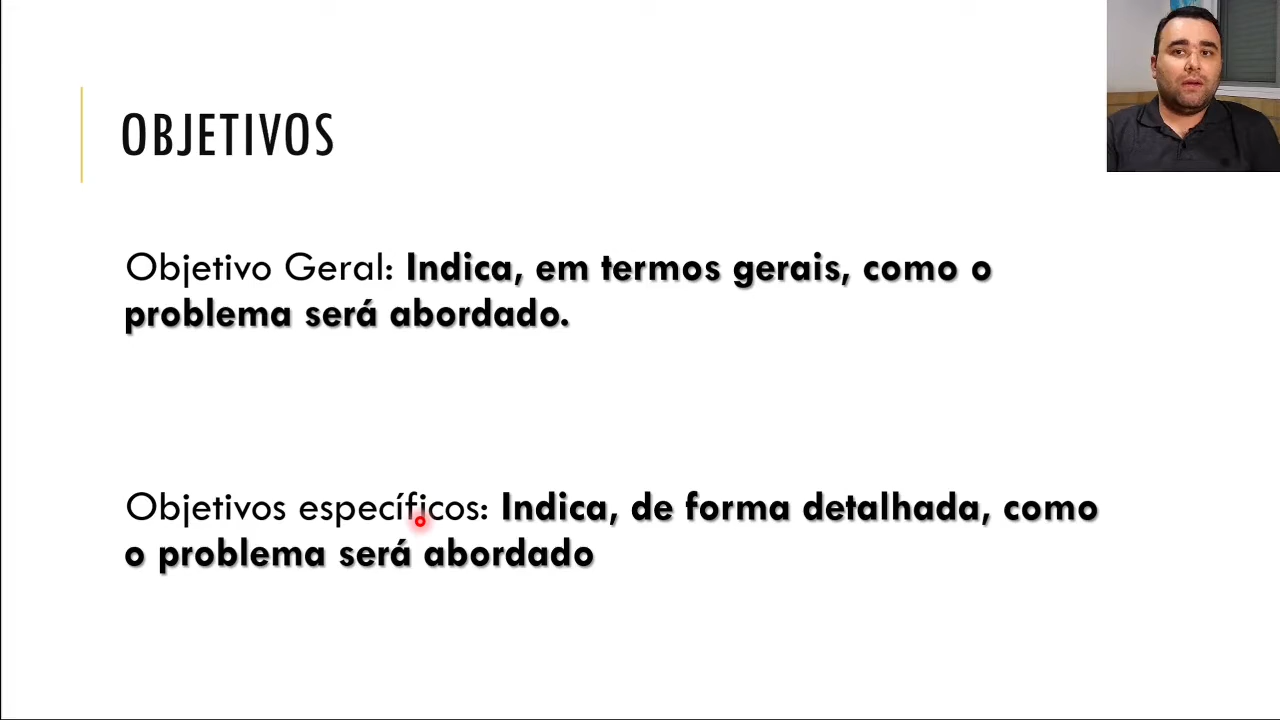 OBJETIVOS
Objetivo Geral: Indica, em termos gerais, como o
problema será abordado.
Objetivos específicos: Indica, de forma detalhada, como
o problema será abordado